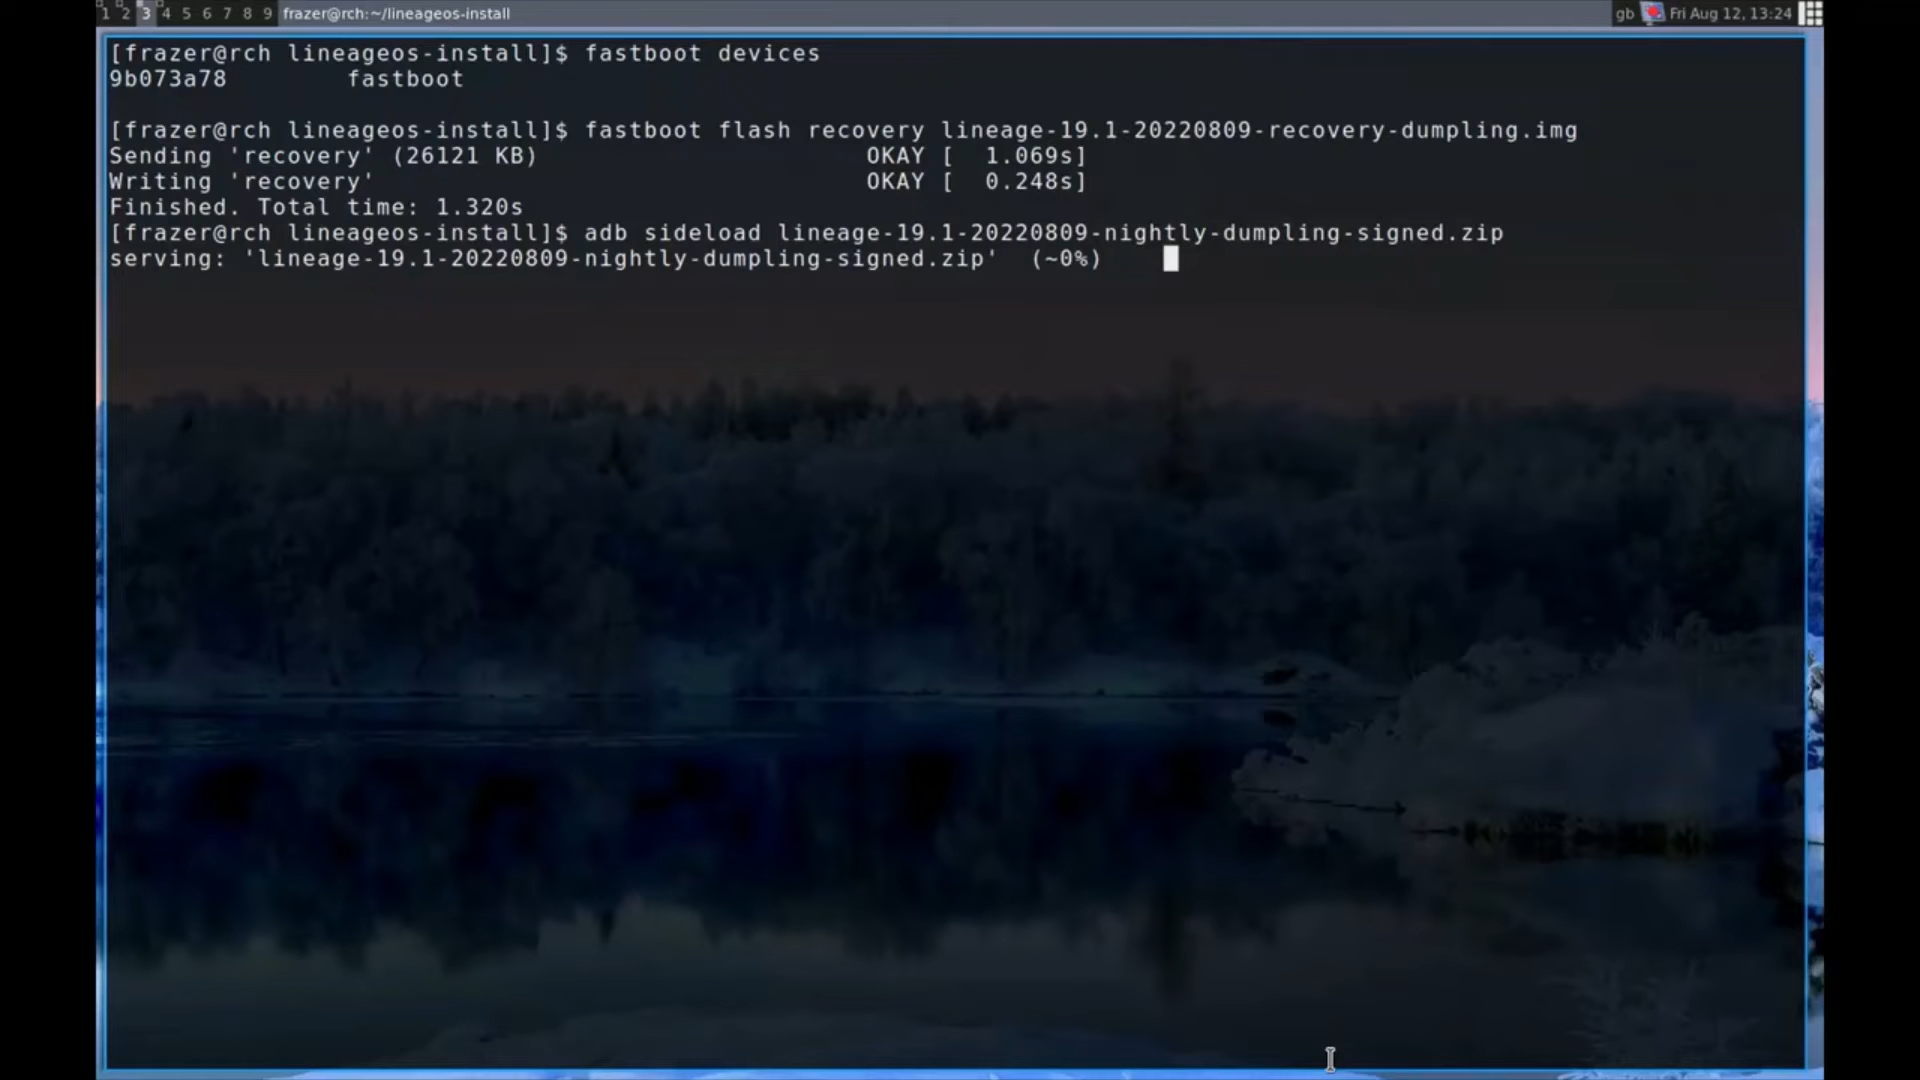 1 2 3 4 5 6 7 8 9 frazer@rch:~/lineageos-install gb Fri Aug 12, 13:24
[frazer@rch lineageos-install]$ fastboot devices
9b073a78 fastboot
[frazer@rch lineageos-install]$ fastboot flash recovery lineage-19.1-20220809-recovery-dumpling.img
Sending 'recovery' (26121 KB) OKAY [ 1.069s]
Writing 'recovery' OKAY [ 0.248s]
Finished. Total time: 1.320s
[frazer@rch lineageos-install]$ adb sideload lineage-19.1-20220809-nightly-dumpling-signed.zip
serving: 'lineage-19.1-20220809-nightly-dumpling-signed.zip' (~0%)